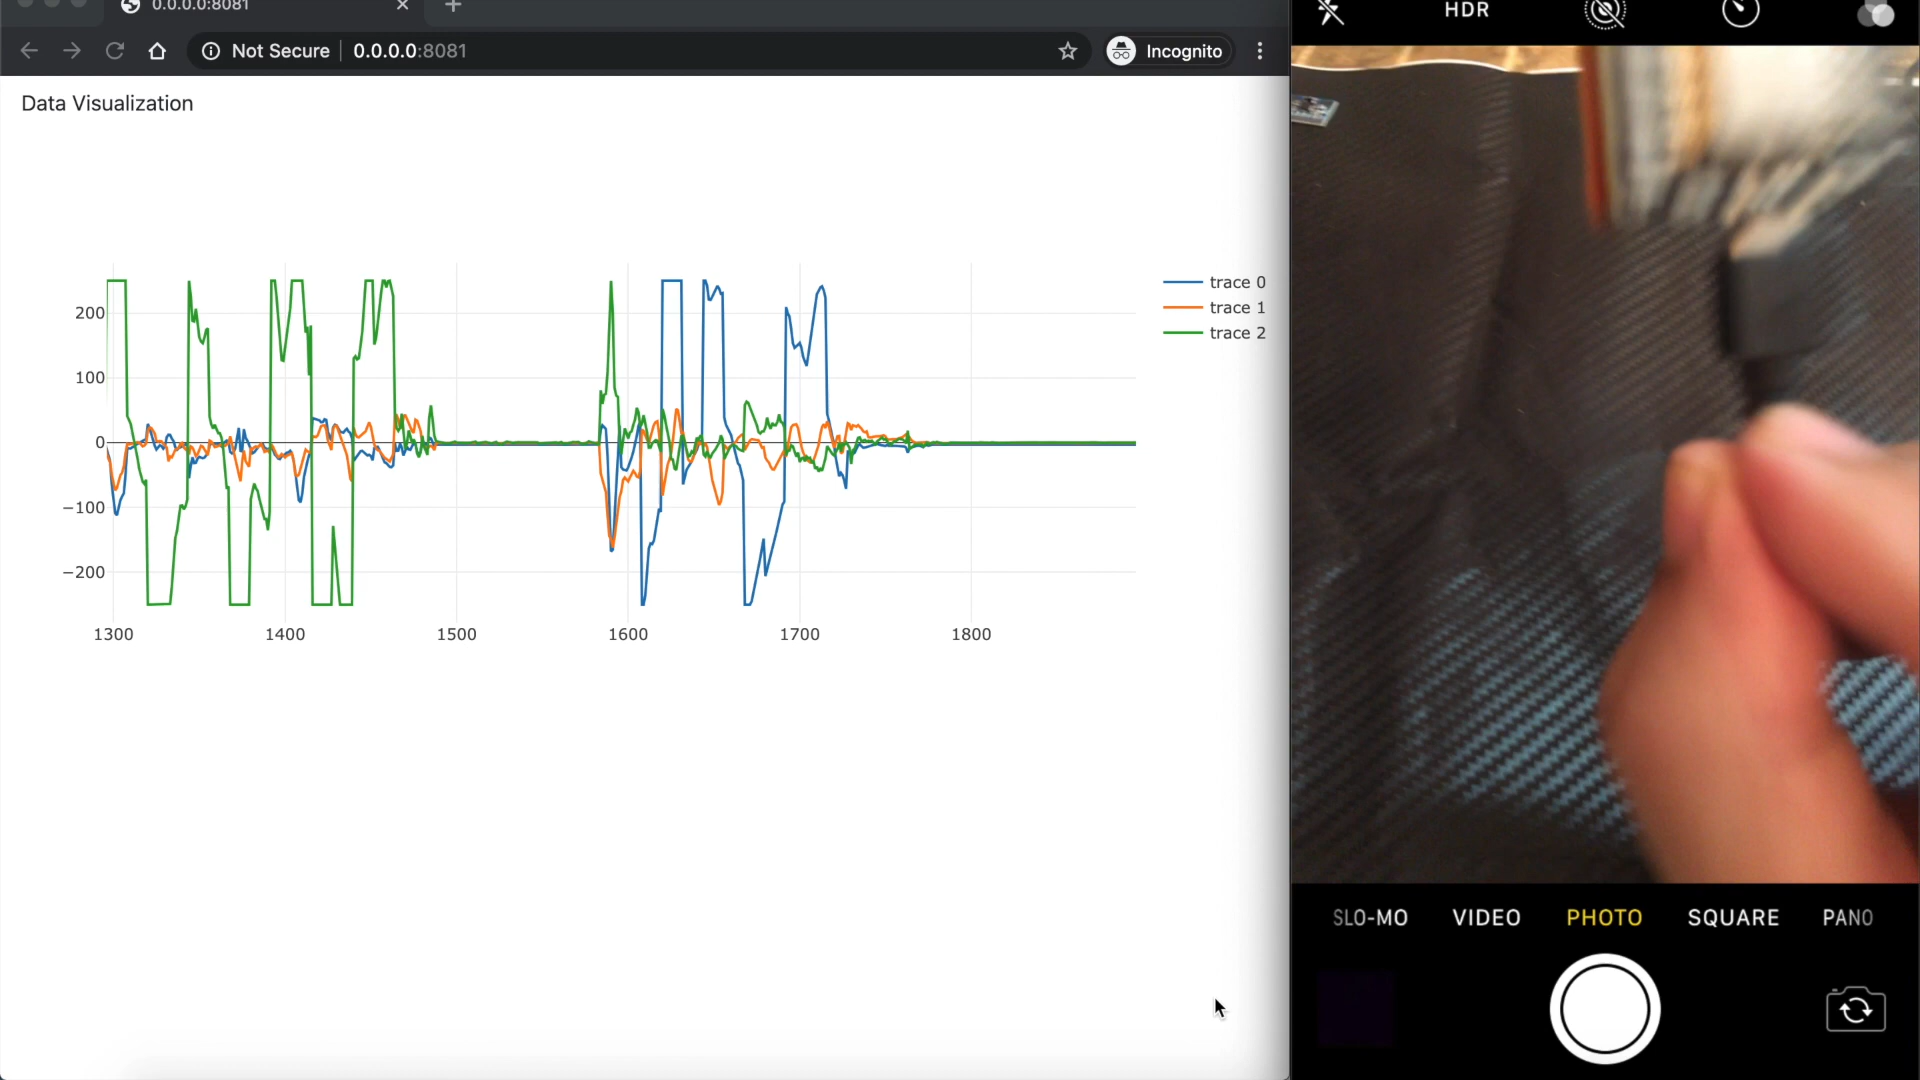 0.0.0.0:8081
Not Secure 0.0.0.0:8081 Incognito
Data Visualization
200
100
0
−100
−200
1300 1400 1500 1600 1700 1800
trace 0
trace 1
trace 2
HDR
SLO-MO VIDEO PHOTO SQUARE PANO